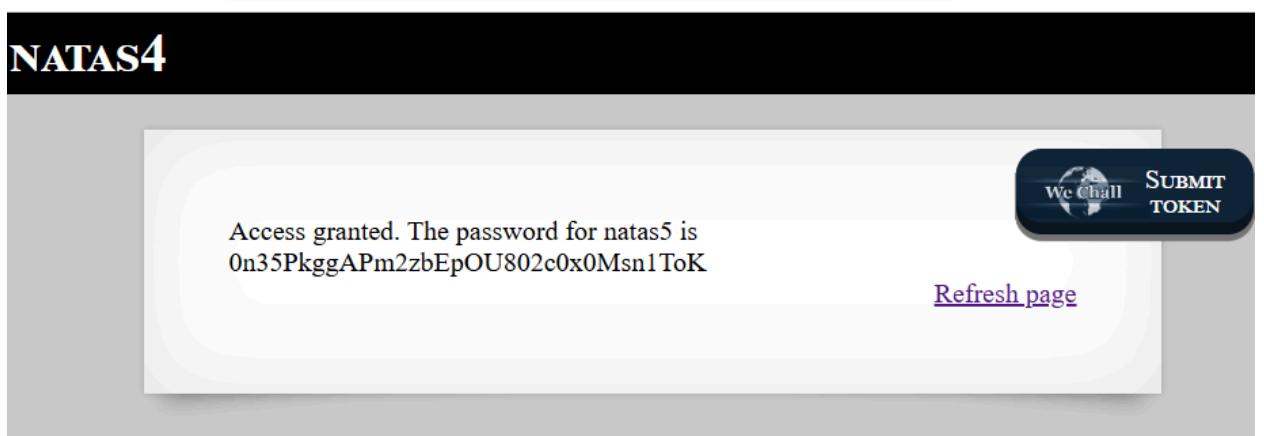 NATAS4
We Chall
SUBMIT
TOKEN
Access granted. The password for natas5 is
0n35PkggAPm2zbEpOU802c0x0Msn1ToK
Refresh page